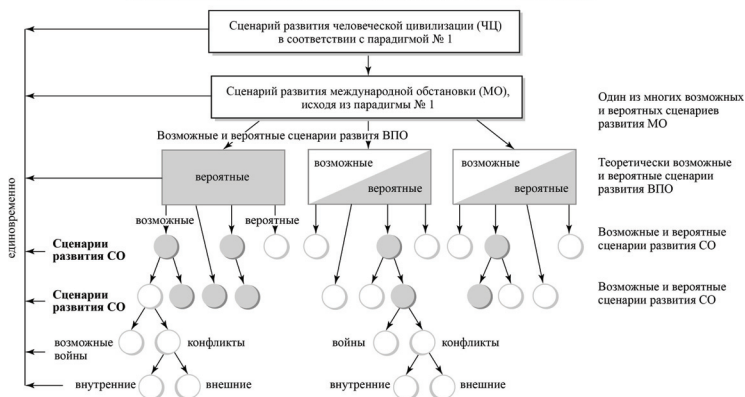 Сценарий развития человеческой цивилизации (ЧЦ)
в соответствии с парадигмой № 1
Сценарий развития международной обстановки (МО),
исходя из парадигмы № 1
Один из многих возможных
и вероятных сценариев
развития МО
Возможные и вероятные сценарии развитя ВПО
вероятные
возможные
вероятные
возможные
вероятные
Теоретически возможные
и вероятные сценарии
развития ВПО
возможные
вероятные
Сценарии
развития СО
Возможные и вероятные
сценарии развития СО
Сценарии
развития СО
Возможные и вероятные
сценарии развития СО
возможные
войны
конфликты
войны
конфликты
внутренние
внешние
внутренние
внешние
единовременно